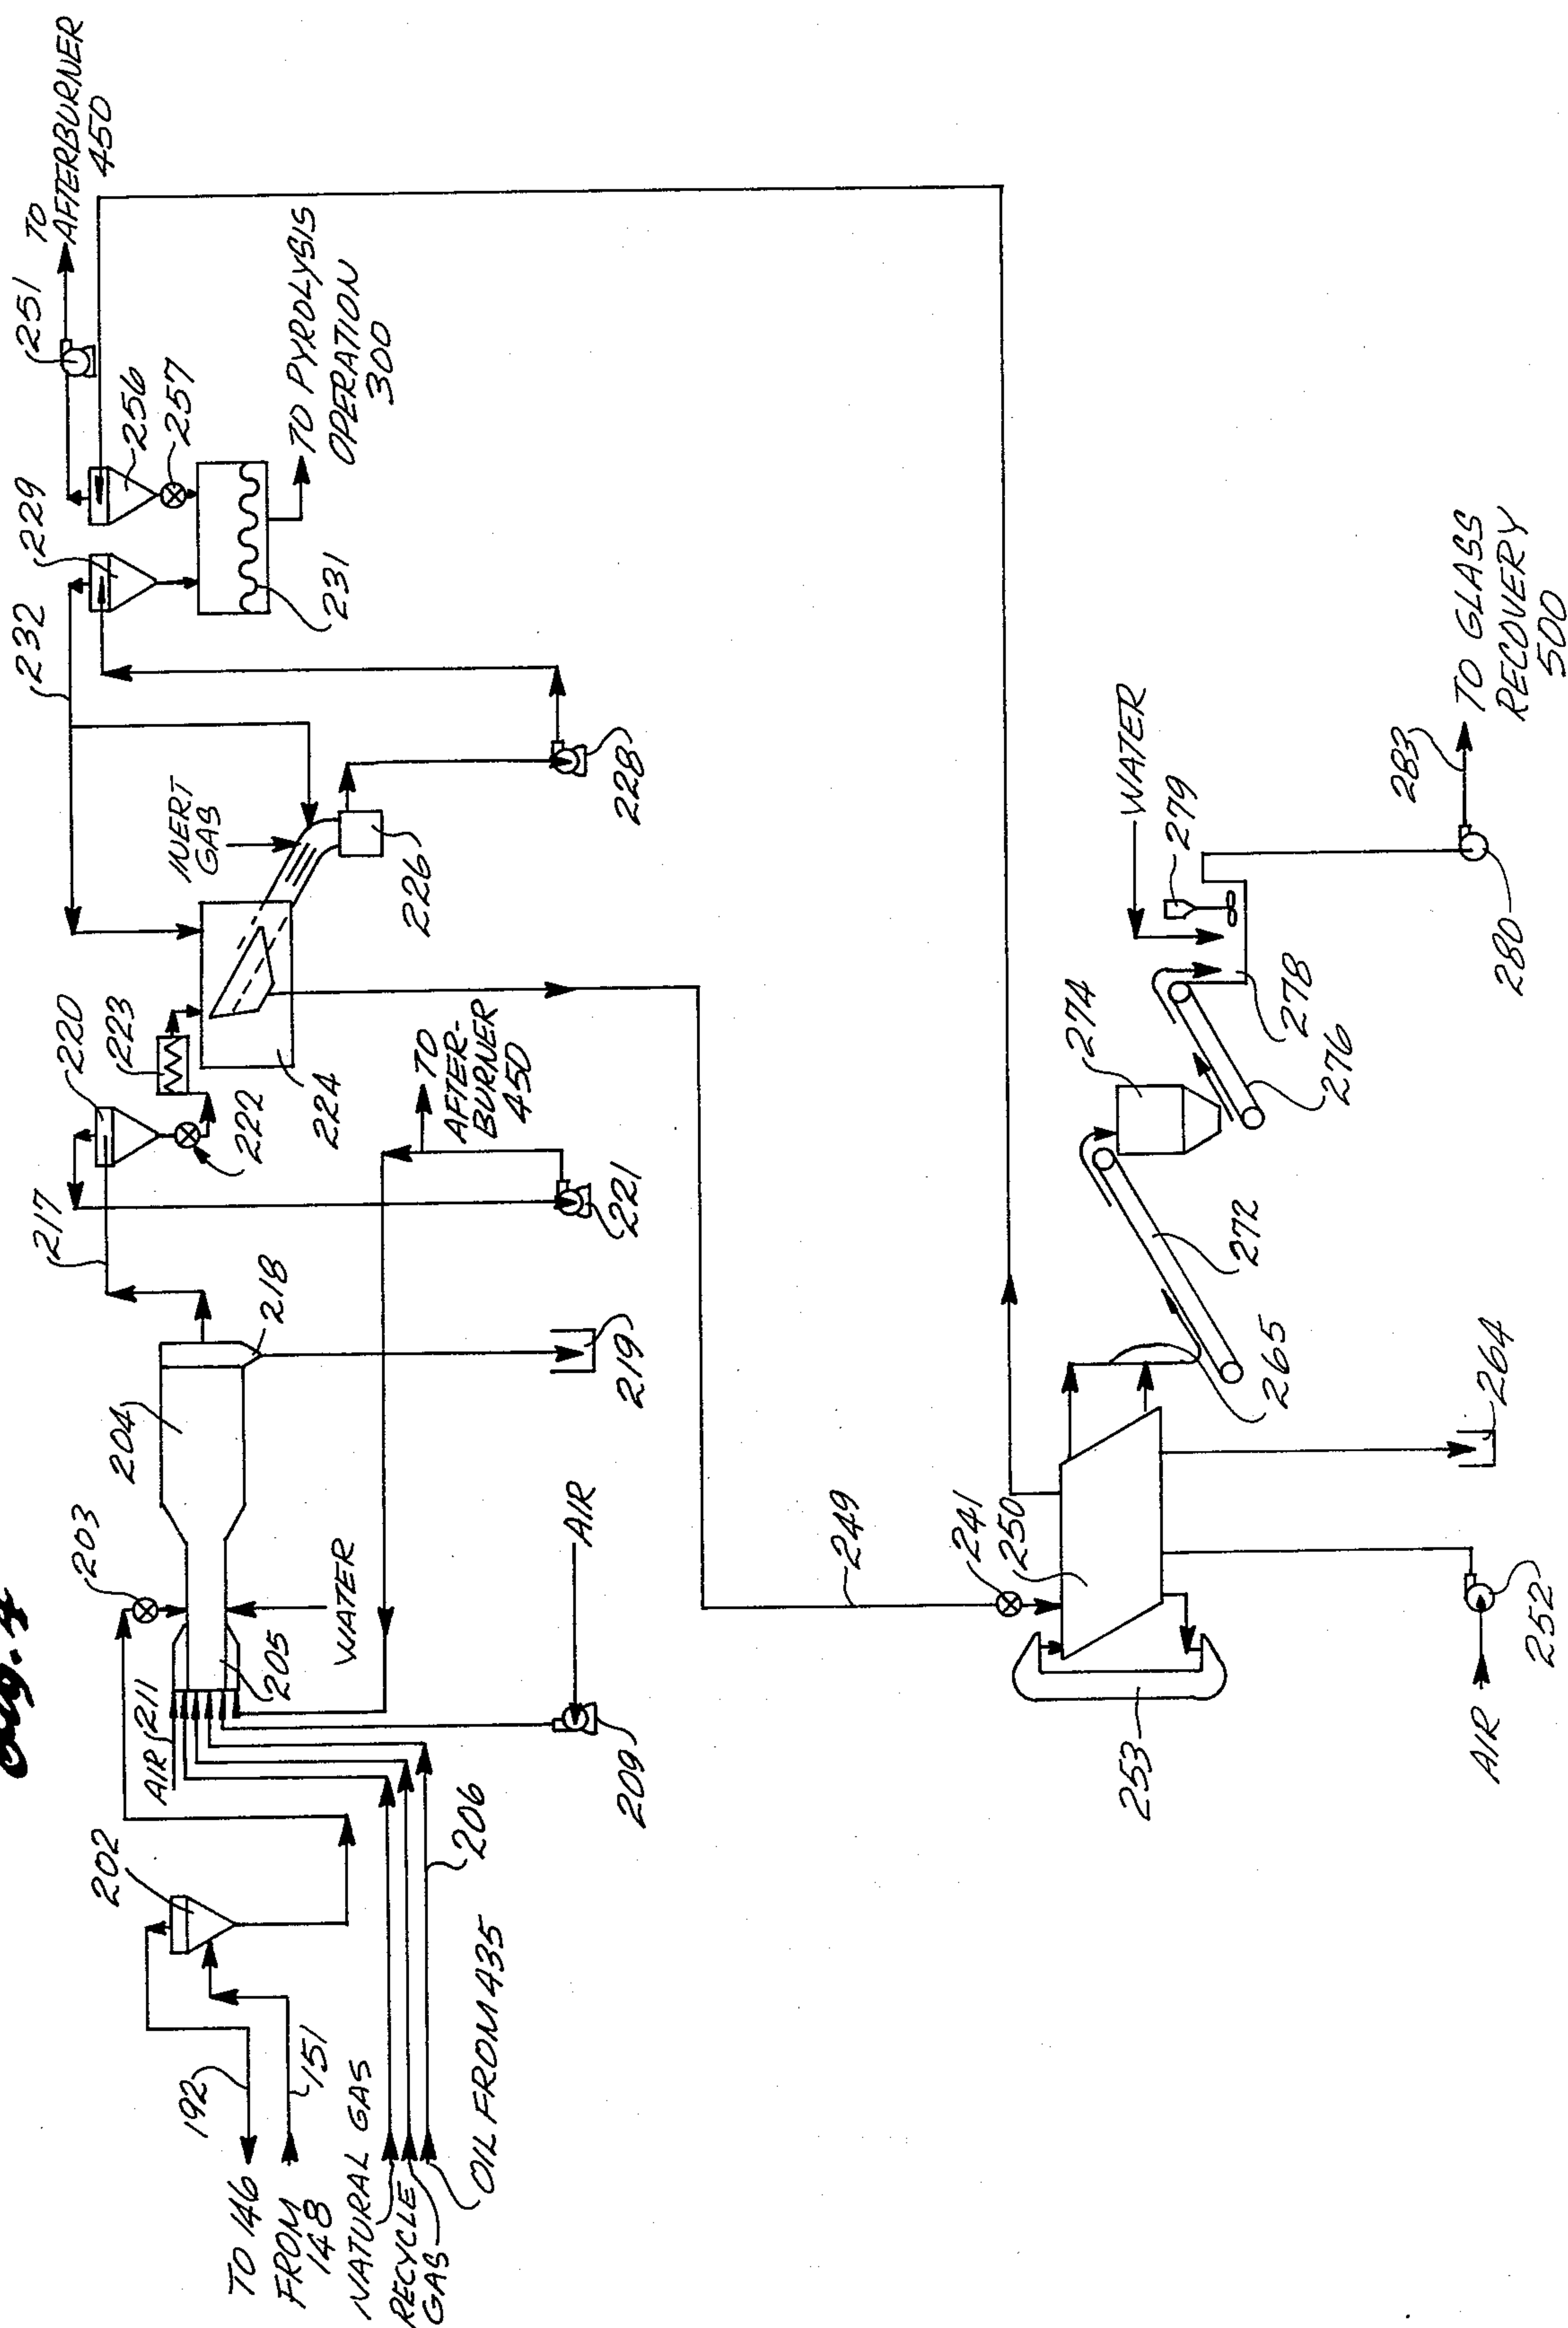 Fig. 4
TO 146
192
FROM
148
151
NATURAL GAS
RECYCLE
GAS
OIL FROM 435
206
202
AIR
211
203
205
WATER
204
209
AIR
217
218
219
220
222
223
221
TO
AFTER-
BURNER
450
224
INERT
GAS
226
228
232
229
231
256
257
251
TO
AFTERBURNER
450
TO PYROLYSIS
OPERATION
300
249
241
250
253
AIR
252
264
265
272
274
276
278
WATER
279
280
283
TO GLASS
RECOVERY
500